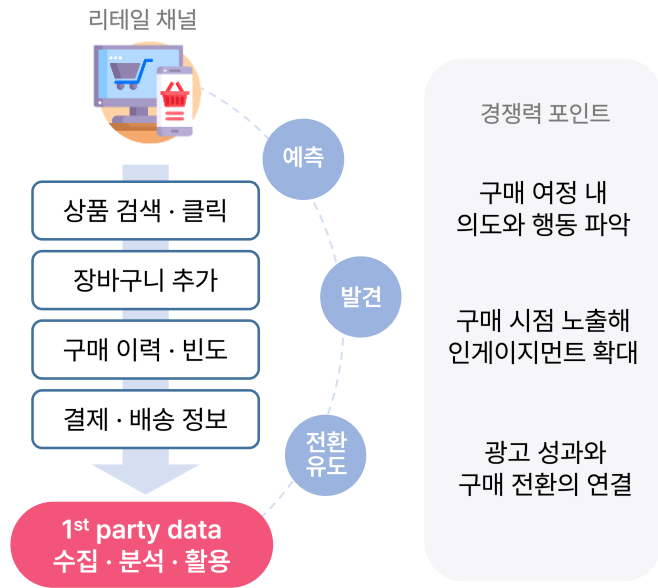 리테일 채널
상품 검색 · 클릭
장바구니 추가
구매 이력 · 빈도
결제 · 배송 정보
1st party data
수집 · 분석 · 활용
예측
발견
전환
유도
경쟁력 포인트
구매 여정 내
의도와 행동 파악
구매 시점 노출해
인게이지먼트 확대
광고 성과와
구매 전환의 연결